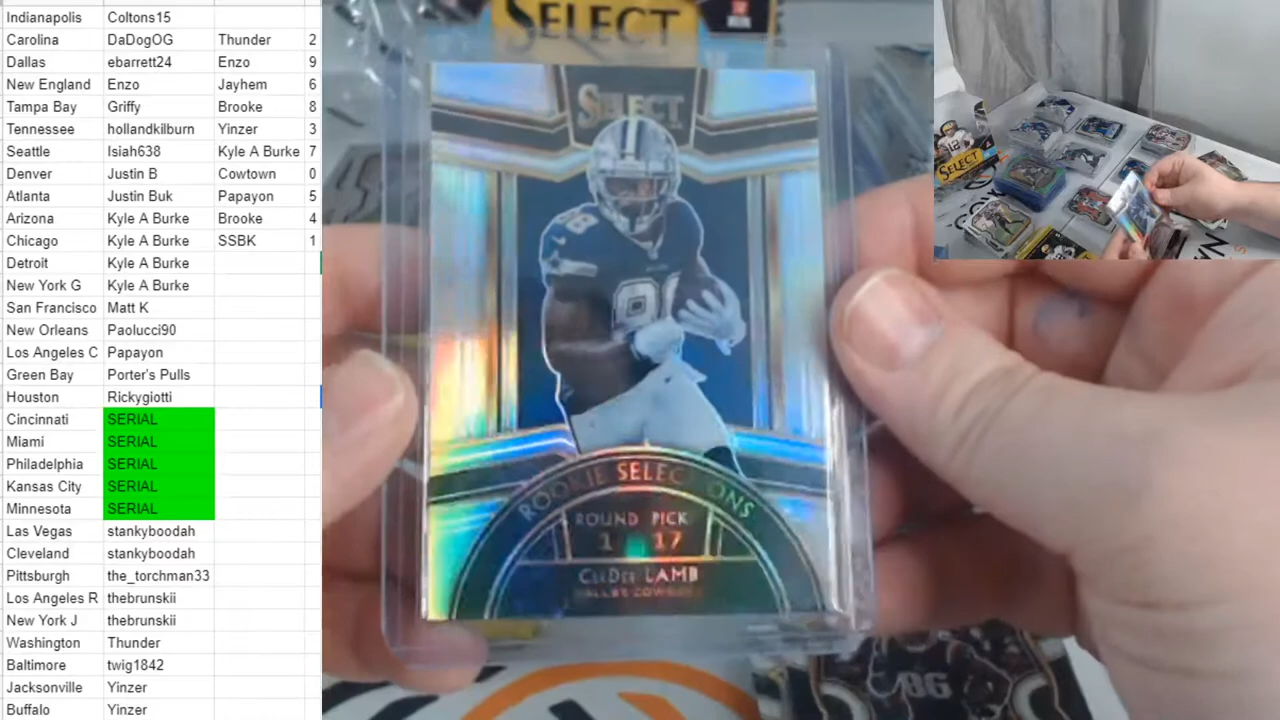 Indianapolis Coltons15
Carolina DaDogOG Thunder 2
Dallas ebarrett24 Enzo 9
New England Enzo Jayhem 6
Tampa Bay Griffy Brooke 8
Tennessee hollandkilburn Yinzer 3
Seattle Isiah638 Kyle A Burke 7
Denver Justin B Cowtown 0
Atlanta Justin Buk Papayon 5
Arizona Kyle A Burke Brooke 4
Chicago Kyle A Burke SSBK 1
Detroit Kyle A Burke
New York G Kyle A Burke
San Francisco Matt K
New Orleans Paolucci90
Los Angeles C Papayon
Green Bay Porter's Pulls
Houston Rickygiotti
Cincinnati SERIAL
Miami SERIAL
Philadelphia SERIAL
Kansas City SERIAL
Minnesota SERIAL
Las Vegas stankyboodah
Cleveland stankyboodah
Pittsburgh the_torchman33
Los Angeles R thebrunskii
New York J thebrunskii
Washington Thunder
Baltimore twig1842
Jacksonville Yinzer
Buffalo Yinzer
SELECT
SELECT
ROOKIE SELECTIONS
ROUND PICK
1 17
CeeDee LAMB
DALLAS COWBOYS
86
12
SELECT